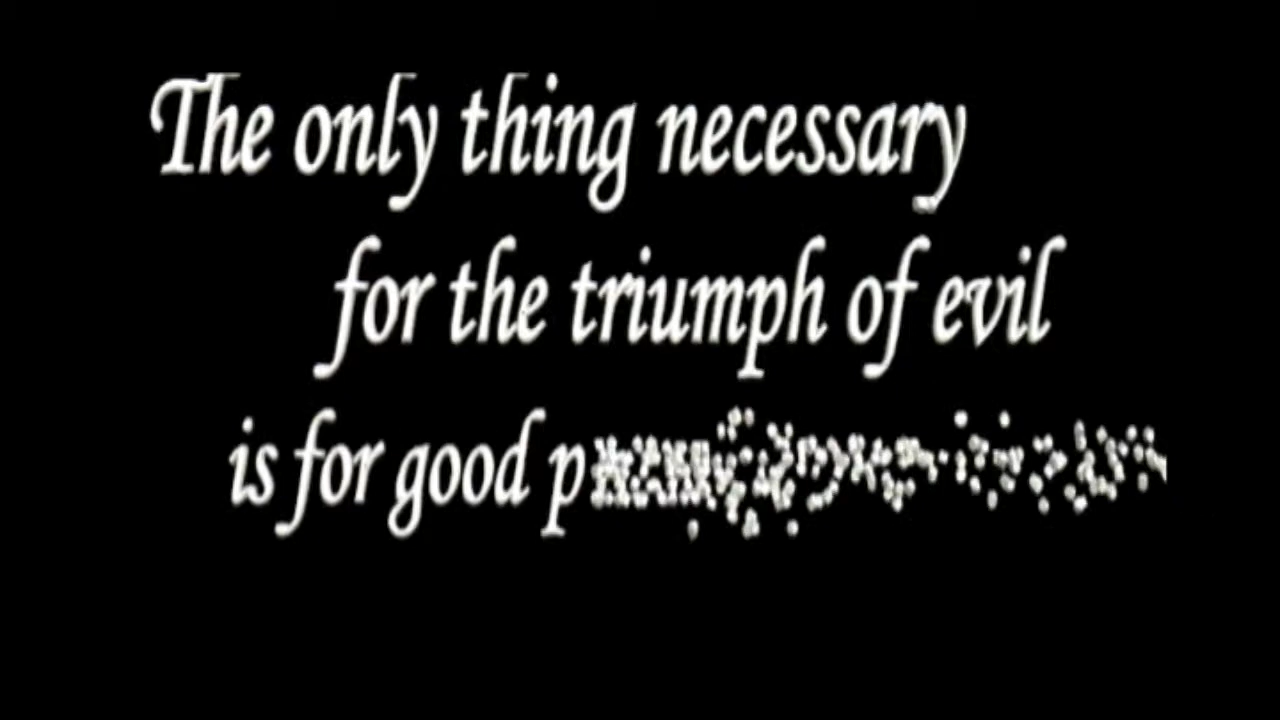 The only thing necessary
for the triumph of evil
is for good